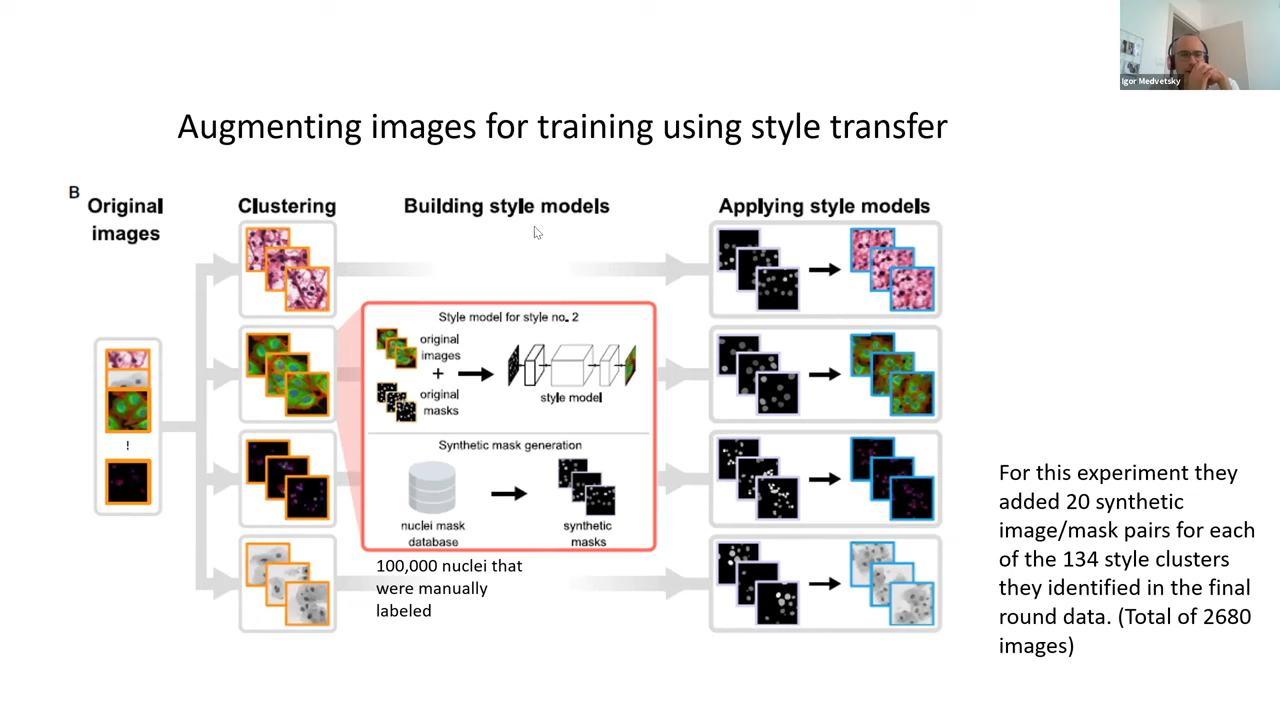 Igor Medvetsky
Augmenting images for training using style transfer
B
Original
images
Clustering
Building style models
Applying style models
Style model for style no. 2
original
images
+
original
masks
style model
Synthetic mask generation
nuclei mask
database
synthetic
masks
100,000 nuclei that
were manually
labeled
For this experiment they
added 20 synthetic
image/mask pairs for each
of the 134 style clusters
they identified in the final
round data. (Total of 2680
images)